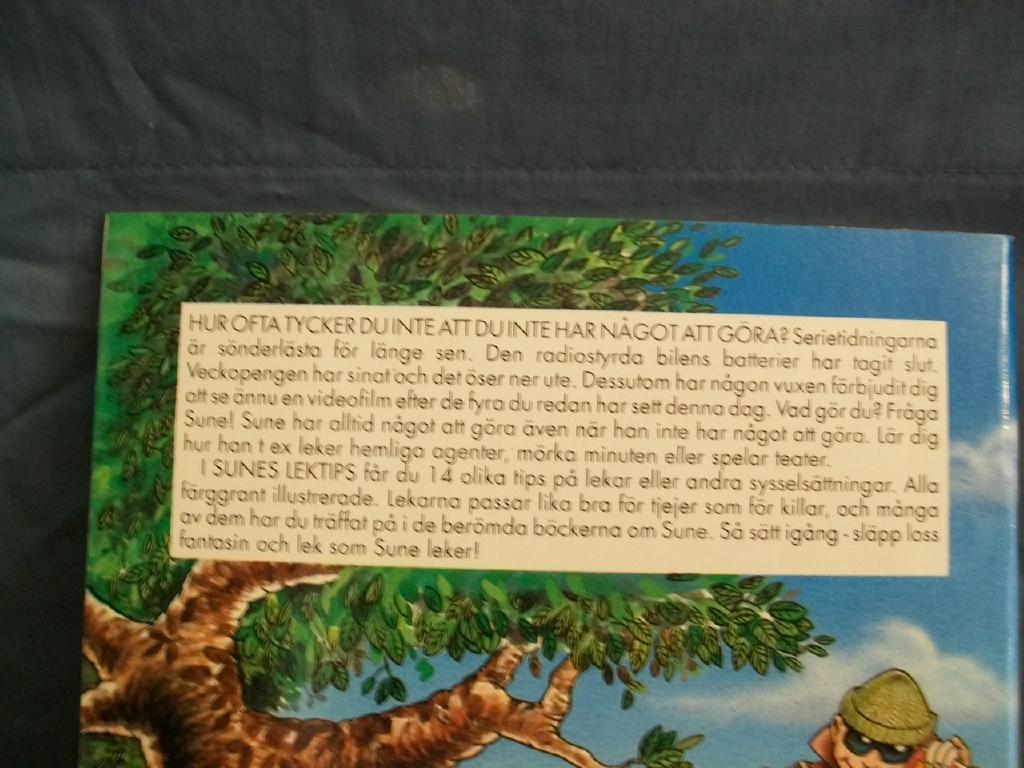 HUR OFTA TYCKER DU INTE ATT DU INTE HAR NÅGOT ATT GÖRA? Serietidningarna
är sönderlästa för länge sen. Den radiostyrda bilens batterier har tagit slut.
Veckopengen har sinat och det öser ner ute. Dessutom har någon vuxen förbjudit dig
att se ännu en videofilm efter de fyra du redan har sett denna dag. Vad gör du? Fråga
Sune! Sune har alltid något att göra även när han inte har något att göra. Lär dig
hur han t ex leker hemliga agenter, mörka minuten eller spelar teater.
I SUNES LEKTIPS får du 14 olika tips på lekar eller andra sysselsättningar. Alla
färggrant illustrerade. Lekarna passar lika bra för tjejer som för killar, och många
av dem har du träffat på i de berömda böckerna om Sune. Så sätt igång - släpp loss
fantasin och lek som Sune leker!